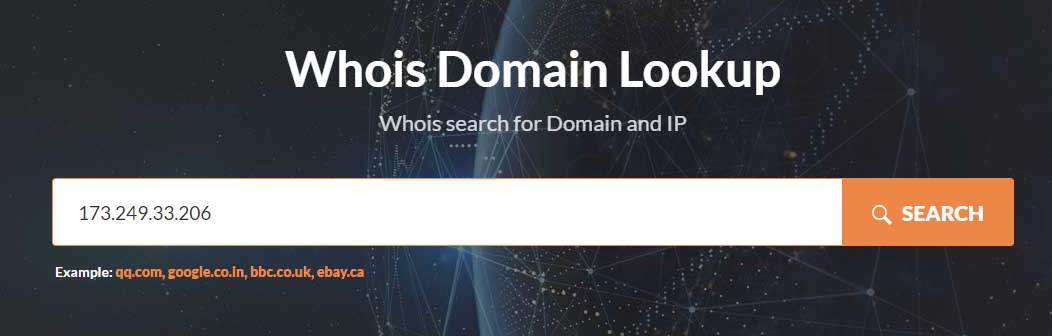 Whois Domain Lookup
Whois search for Domain and IP
173.249.33.206
SEARCH
Example: qq.com, google.co.in, bbc.co.uk, ebay.ca